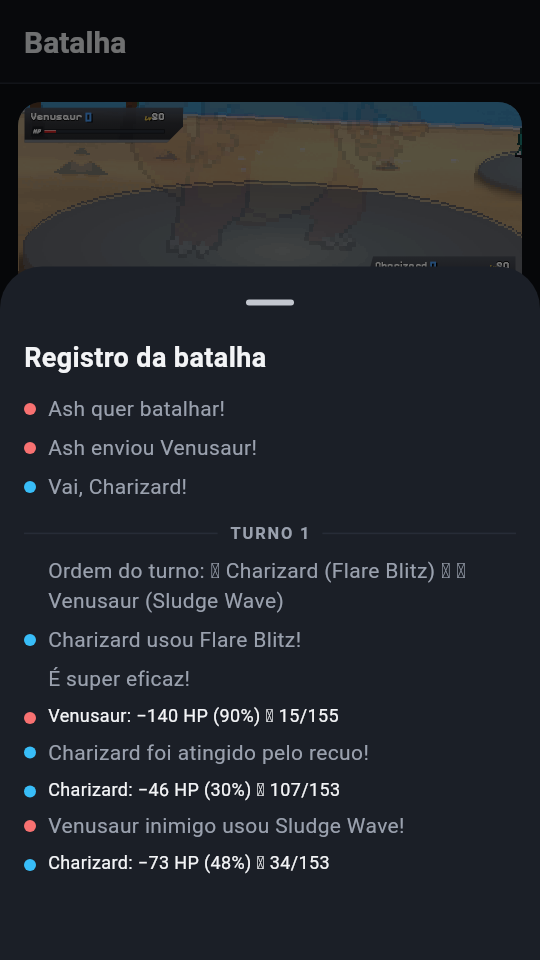 Batalha
Venusaur
Lv80
HP
Charizard
Lv80
Registro da batalha
Ash quer batalhar!
Ash enviou Venusaur!
Vai, Charizard!
TURNO 1
Ordem do turno: ▯ Charizard (Flare Blitz) ▯ ▯
Venusaur (Sludge Wave)
Charizard usou Flare Blitz!
É super eficaz!
Venusaur: −140 HP (90%) ▯ 15/155
Charizard foi atingido pelo recuo!
Charizard: −46 HP (30%) ▯ 107/153
Venusaur inimigo usou Sludge Wave!
Charizard: −73 HP (48%) ▯ 34/153